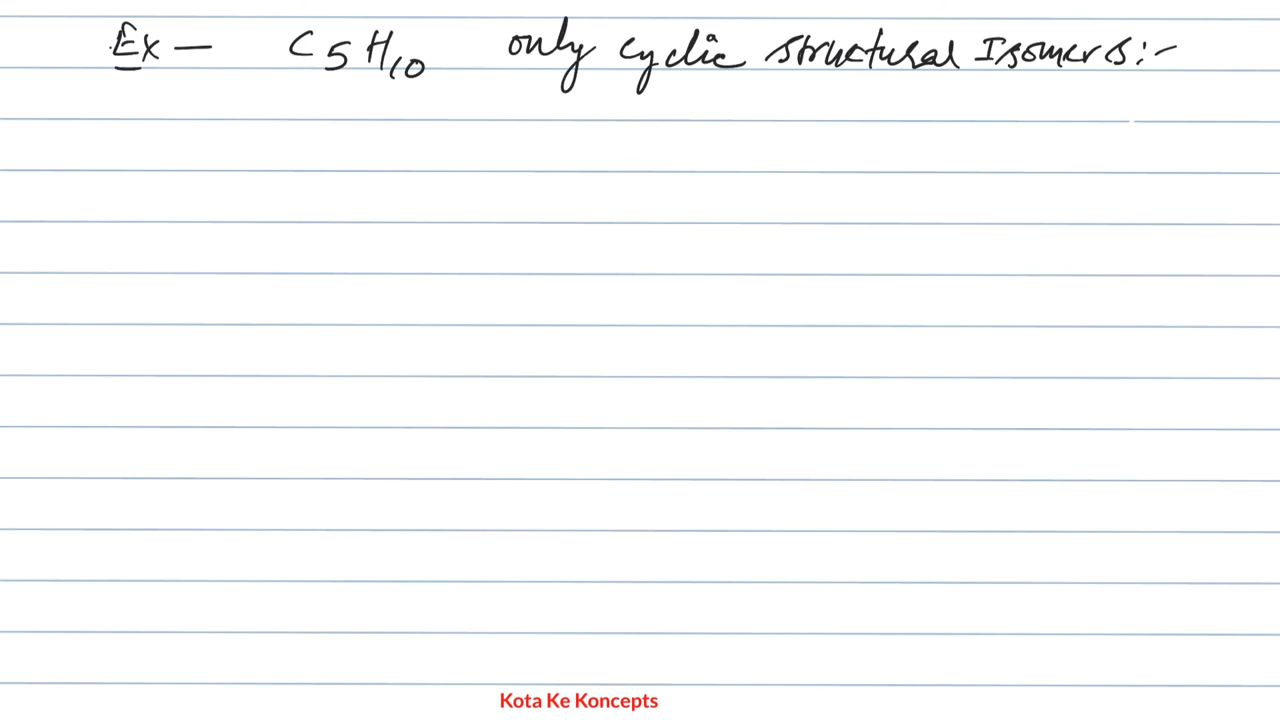 Ex — C5H10 only cyclic structural Isomers:-
Kota Ke Koncepts